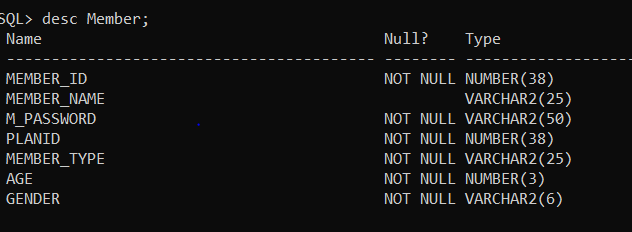 SQL> desc Member;
Name Null? Type
----------------------------------------- -------- ------------------
MEMBER_ID NOT NULL NUMBER(38)
MEMBER_NAME VARCHAR2(25)
M_PASSWORD NOT NULL VARCHAR2(50)
PLANID NOT NULL NUMBER(38)
MEMBER_TYPE NOT NULL VARCHAR2(25)
AGE NOT NULL NUMBER(3)
GENDER NOT NULL VARCHAR2(6)